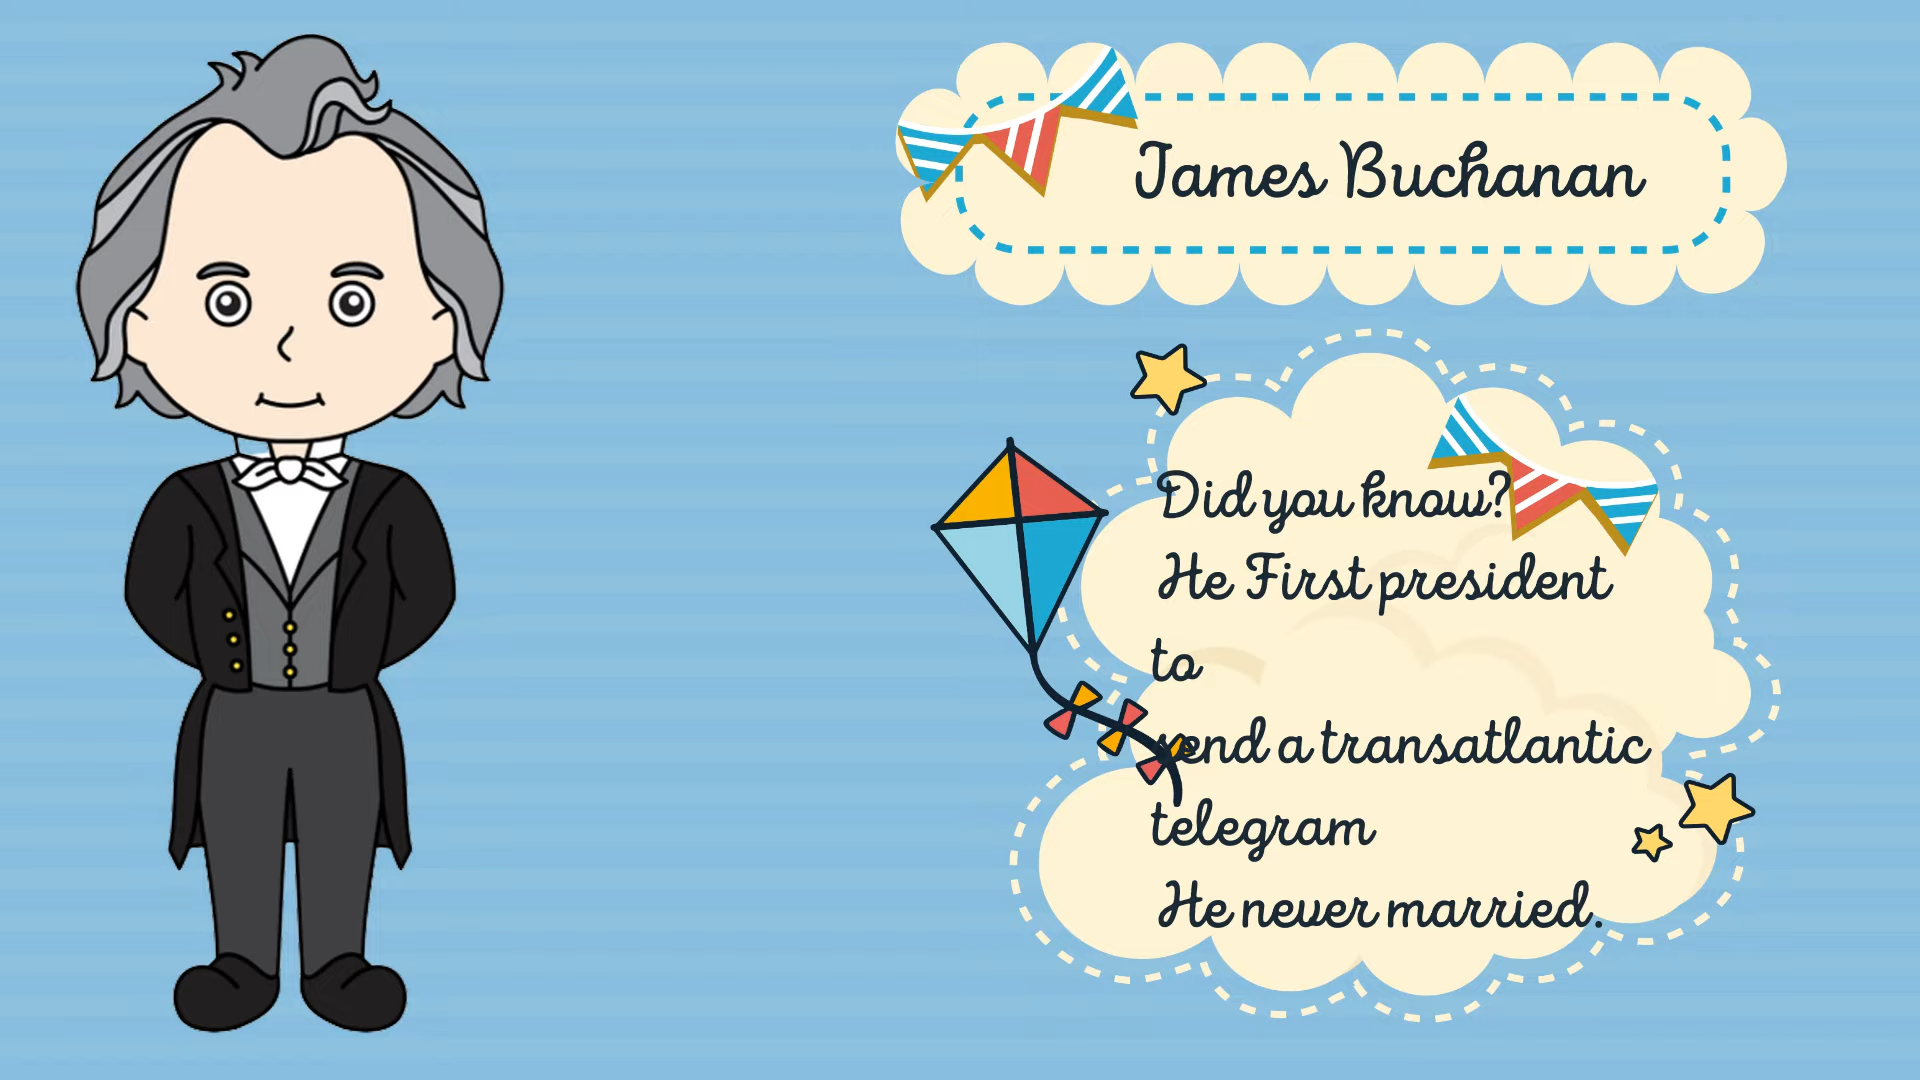 James Buchanan
Did you know?
He First president
to
send a transatlantic
telegram
He never married.